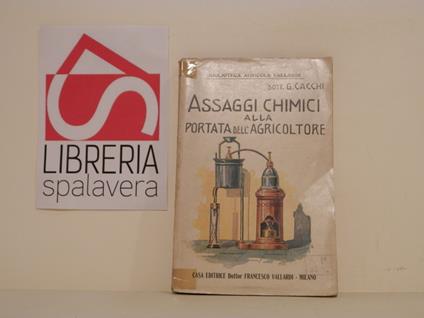 LIBRERIA
spalavera
BIBLIOTECA AGRICOLA VALLARDI
DOTT. G. CACCHI
ASSAGGI CHIMICI
ALLA
PORTATA DELL'AGRICOLTORE
CASA EDITRICE Dottor FRANCESCO VALLARDI - MILANO